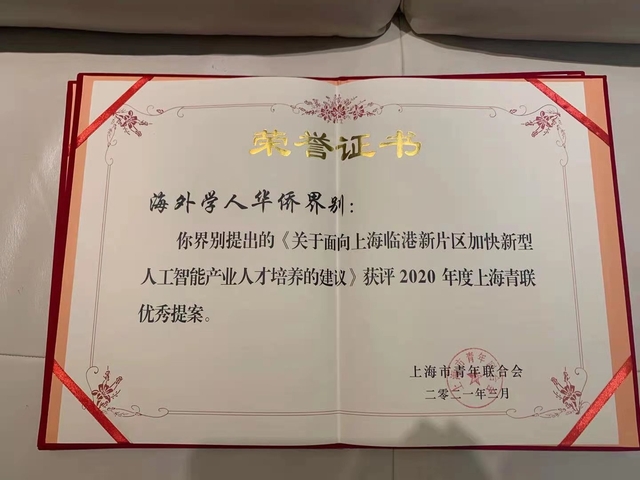 荣誉证书
海外学人华侨界别：
你界别提出的《关于面向上海临港新片区加快新型
人工智能产业人才培养的建议》获评2020年度上海青联
优秀提案。
上海市青年联合会
二零二一年三月